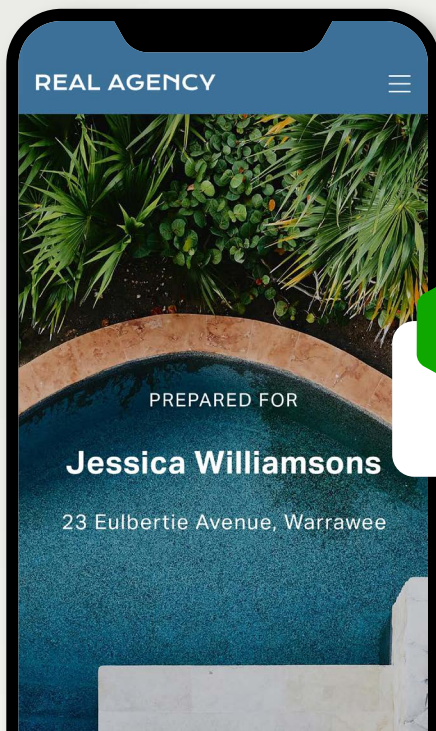 REAL AGENCY
PREPARED FOR
Jessica Williamsons
23 Eulbertie Avenue, Warrawee